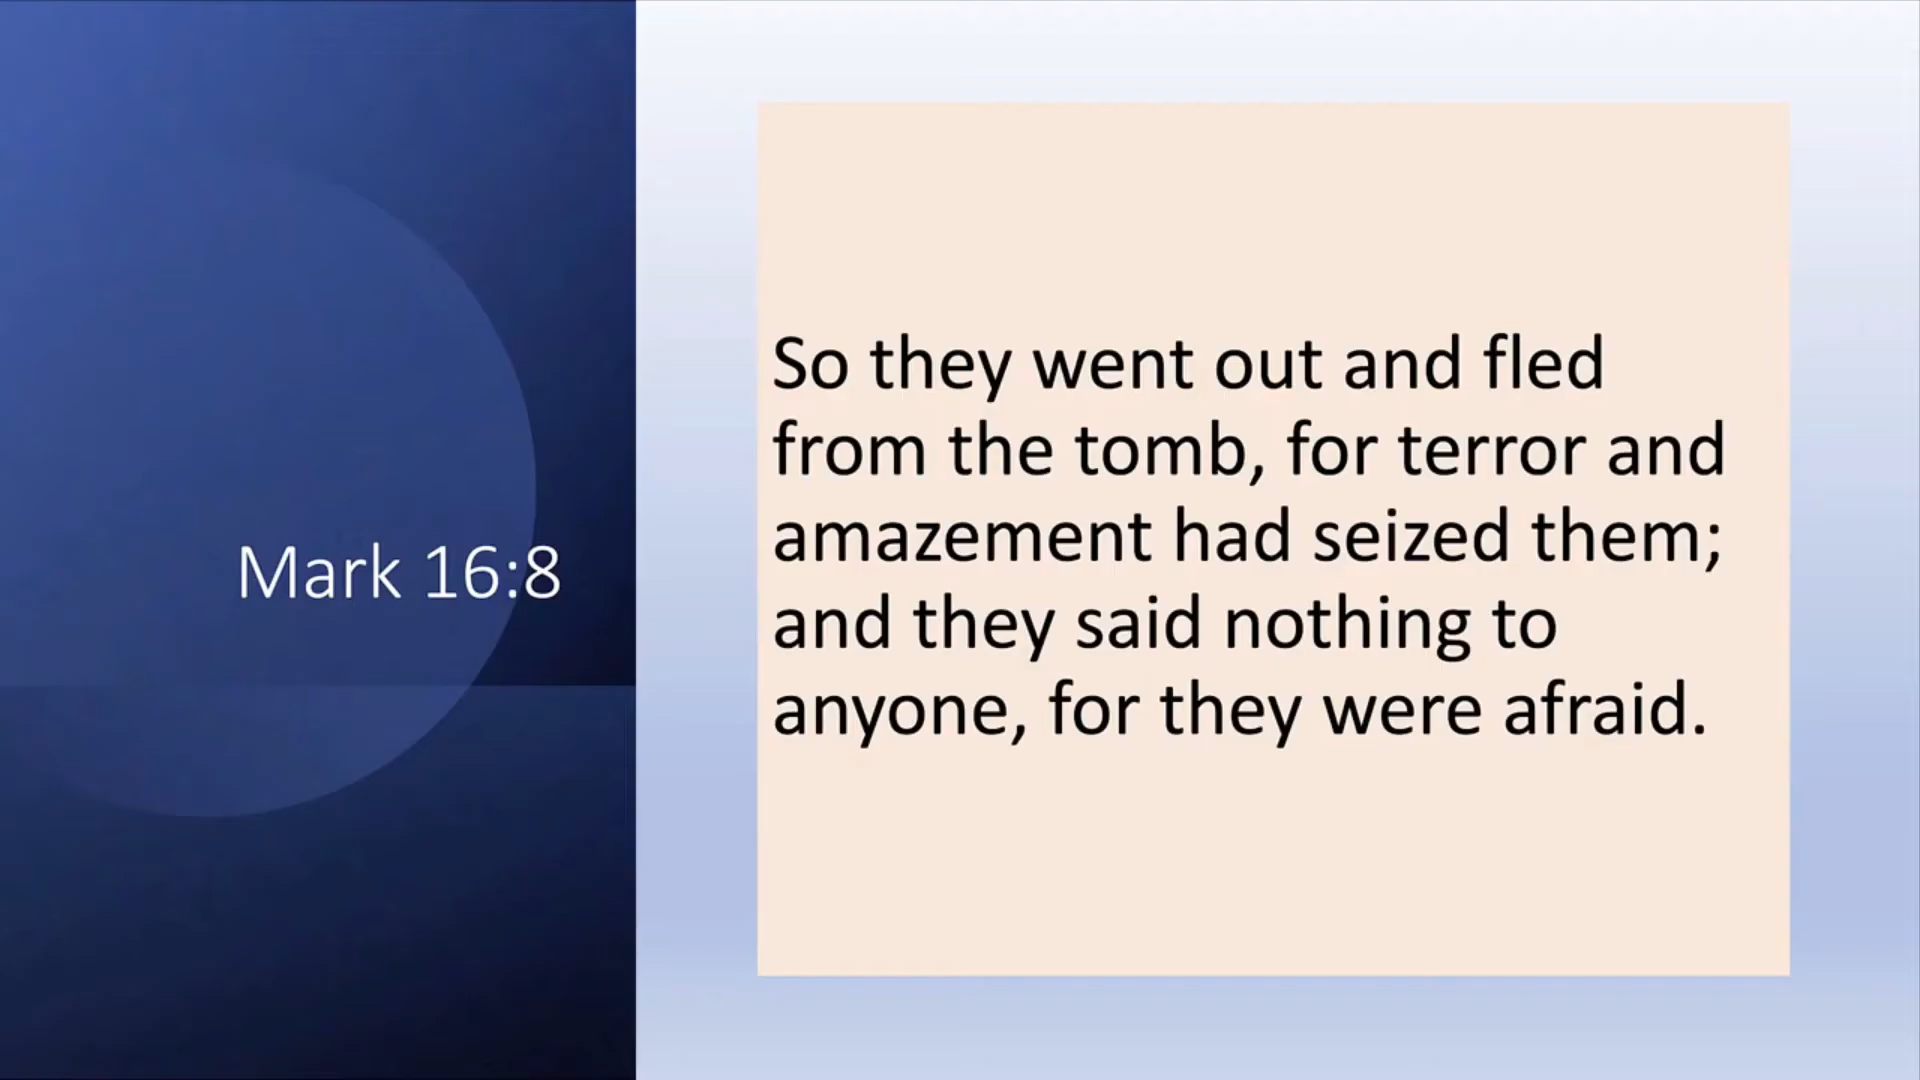 Mark 16:8
So they went out and fled
from the tomb, for terror and
amazement had seized them;
and they said nothing to
anyone, for they were afraid.